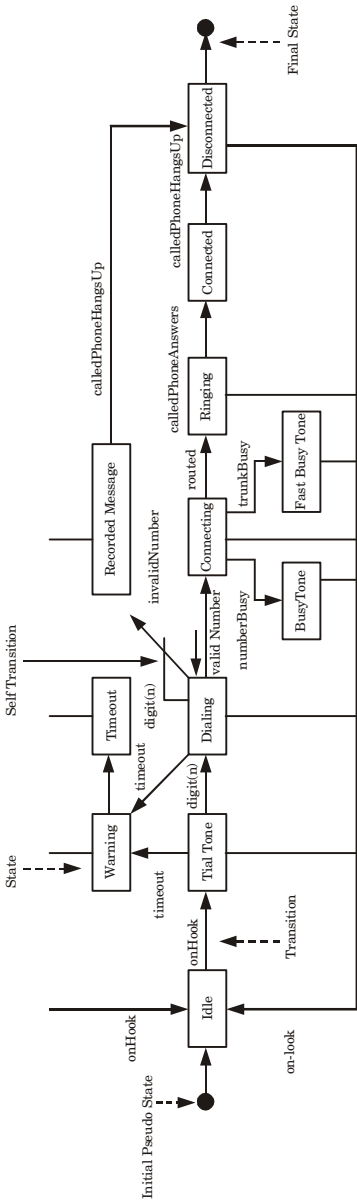 Initial Pseudo State
Idle
onHook
on-look
onHook
Transition
State
Warning
timeout
Tial Tone
Timeout
timeout
digit(n)
Dialing
Self Transition
digit(n)
invalidNumber
valid Number
Recorded Message
Connecting
numberBusy
BusyTone
trunkBusy
Fast Busy Tone
routed
Ringing
calledPhoneAnswers
Connected
calledPhoneHangsUp
calledPhoneHangsUp
Disconnected
Final State